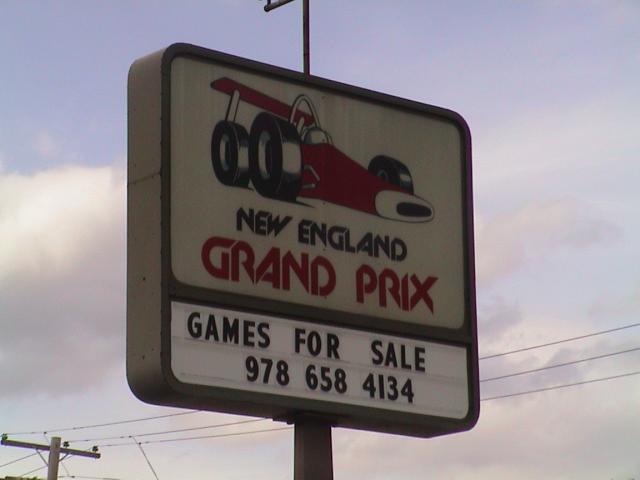 NEW ENGLAND
GRAND PRIX
GAMES FOR SALE
978 658 4134